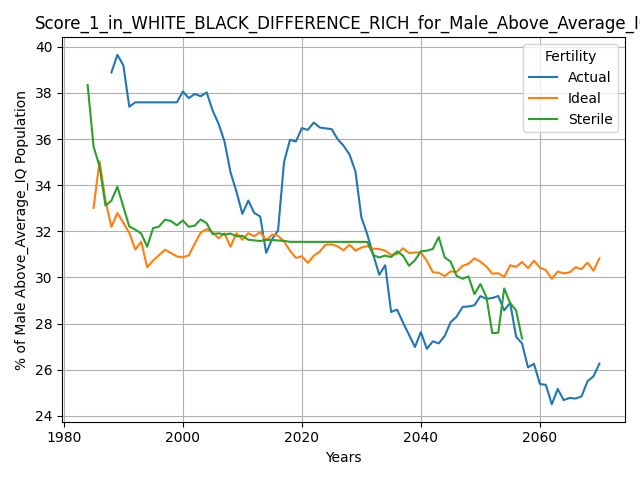 Score_1_in_WHITE_BLACK_DIFFERENCE_RICH_for_Male_Above_Average_IQ
Fertility
Actual
Ideal
Sterile
% of Male Above_Average_IQ Population
40
38
36
34
32
30
28
26
24
1980
2000
2020
2040
2060
Years